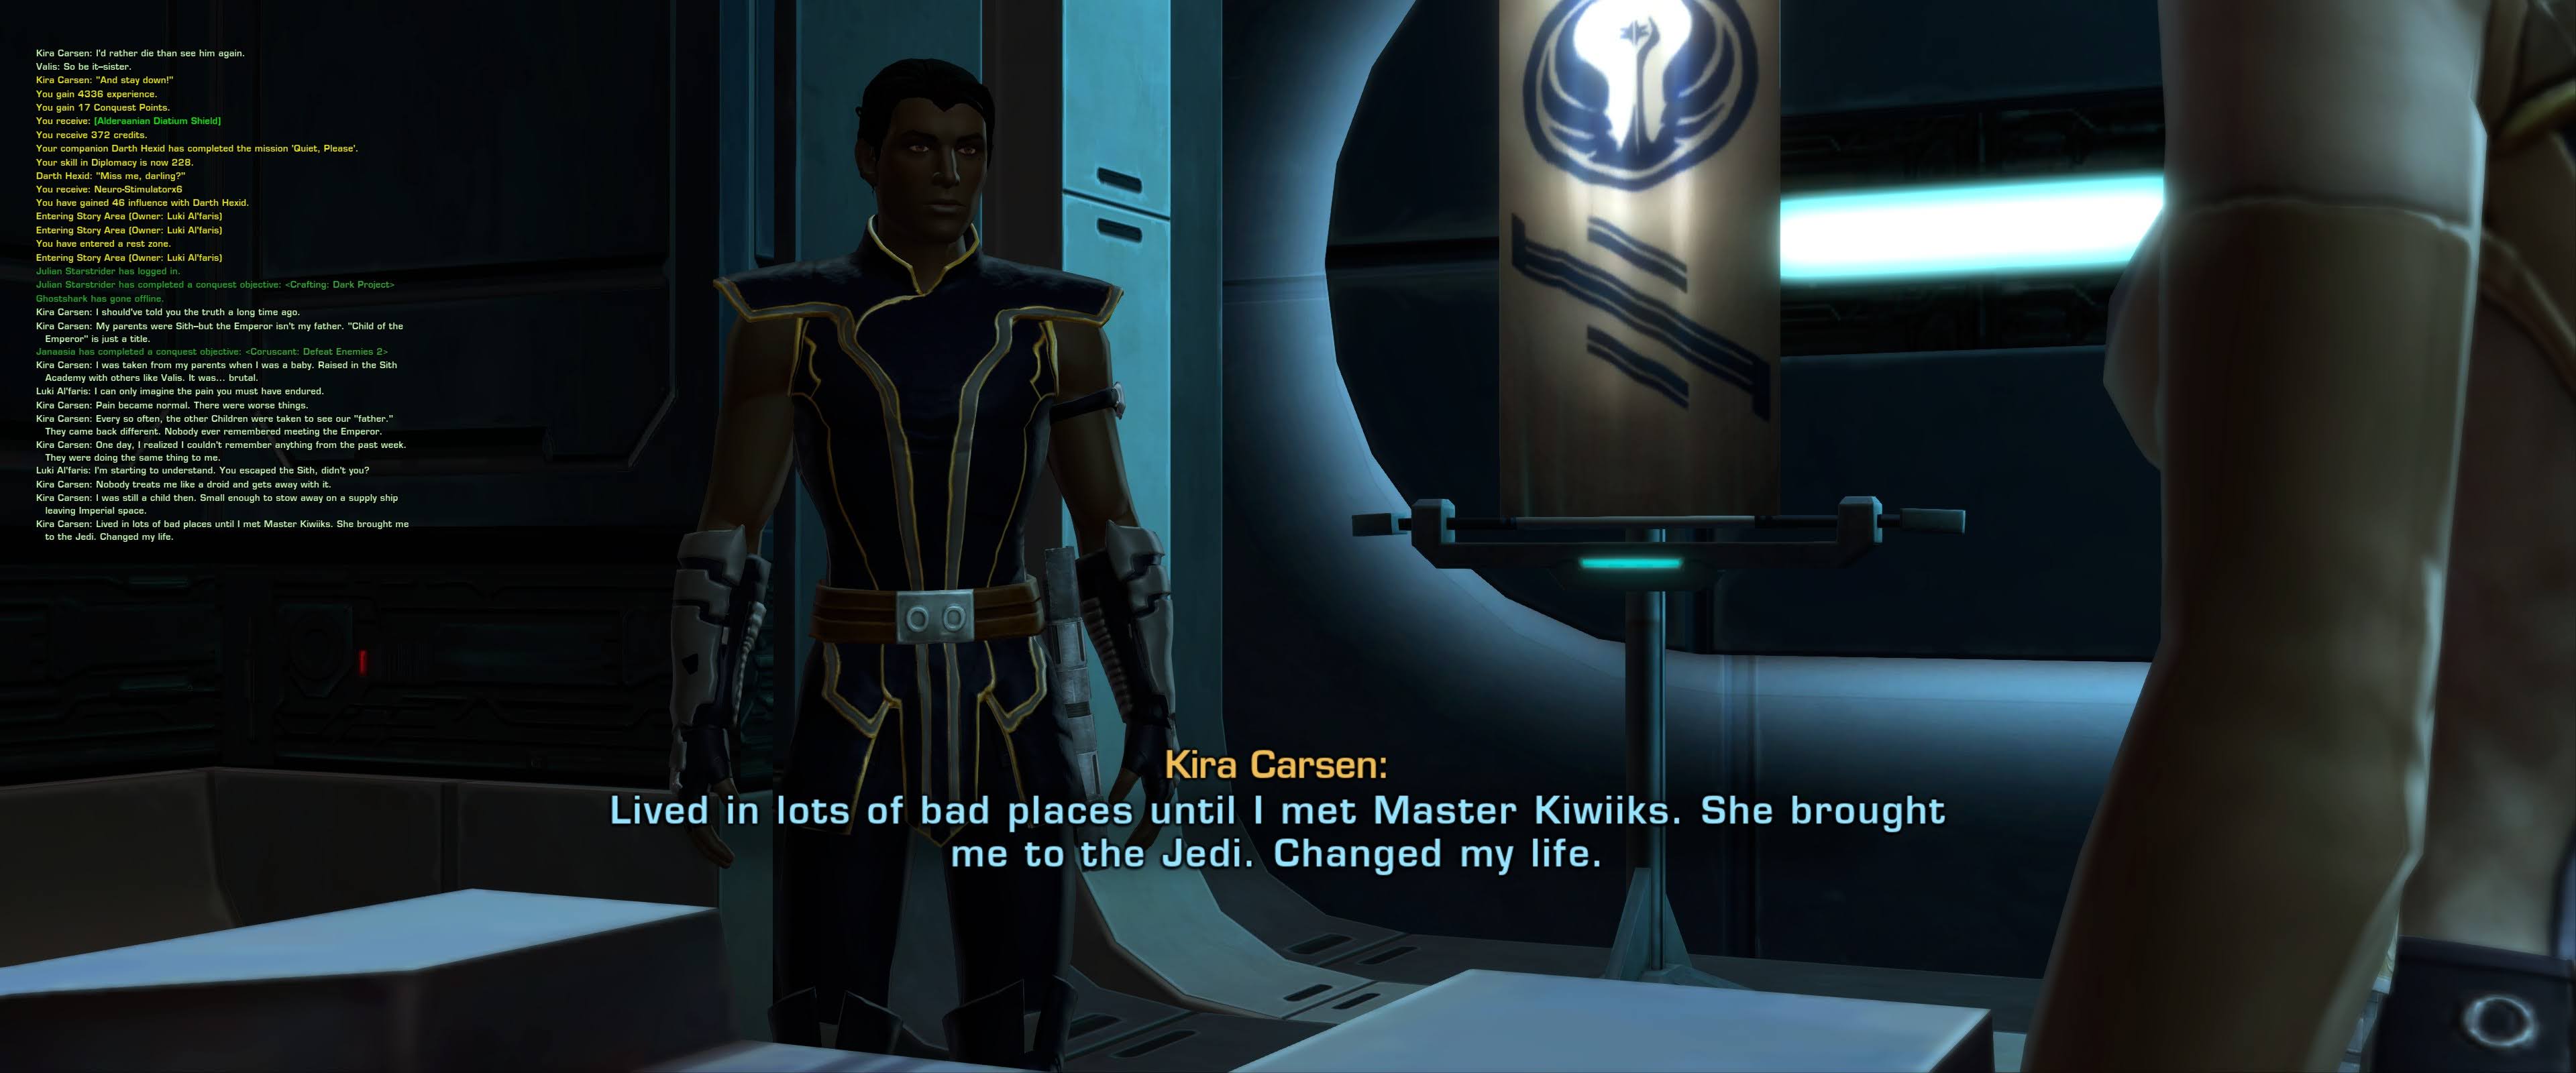 Kira Carsen: I'd rather die than see him again.
Valis: So be it—sister.
Kira Carsen: "And stay down!"
You gain 4336 experience.
You gain 17 Conquest Points.
You receive: [Alderaanian Diatium Shield]
You receive 372 credits.
Your companion Darth Hexid has completed the mission 'Quiet, Please'.
Your skill in Diplomacy is now 228.
Darth Hexid: "Miss me, darling?"
You receive: Neuro-Stimulatorx6
You have gained 46 influence with Darth Hexid.
Entering Story Area (Owner: Luki Al'faris)
Entering Story Area (Owner: Luki Al'faris)
You have entered a rest zone.
Entering Story Area (Owner: Luki Al'faris)
Julian Starstrider has logged in.
Julian Starstrider has completed a conquest objective: <Crafting: Dark Project>
Ghostshark has gone offline.
Kira Carsen: I should've told you the truth a long time ago.
Kira Carsen: My parents were Sith—but the Emperor isn't my father. "Child of the
Emperor" is just a title.
Janaasia has completed a conquest objective: <Coruscant: Defeat Enemies 2>
Kira Carsen: I was taken from my parents when I was a baby. Raised in the Sith
Academy with others like Valis. It was... brutal.
Luki Al'faris: I can only imagine the pain you must have endured.
Kira Carsen: Pain became normal. There were worse things.
Kira Carsen: Every so often, the other Children were taken to see our "father."
They came back different. Nobody ever remembered meeting the Emperor.
Kira Carsen: One day, I realized I couldn't remember anything from the past week.
They were doing the same thing to me.
Luki Al'faris: I'm starting to understand. You escaped the Sith, didn't you?
Kira Carsen: Nobody treats me like a droid and gets away with it.
Kira Carsen: I was still a child then. Small enough to stow away on a supply ship
leaving Imperial space.
Kira Carsen: Lived in lots of bad places until I met Master Kiwiiks. She brought me
to the Jedi. Changed my life.
Kira Carsen:
Lived in lots of bad places until I met Master Kiwiiks. She brought
me to the Jedi. Changed my life.